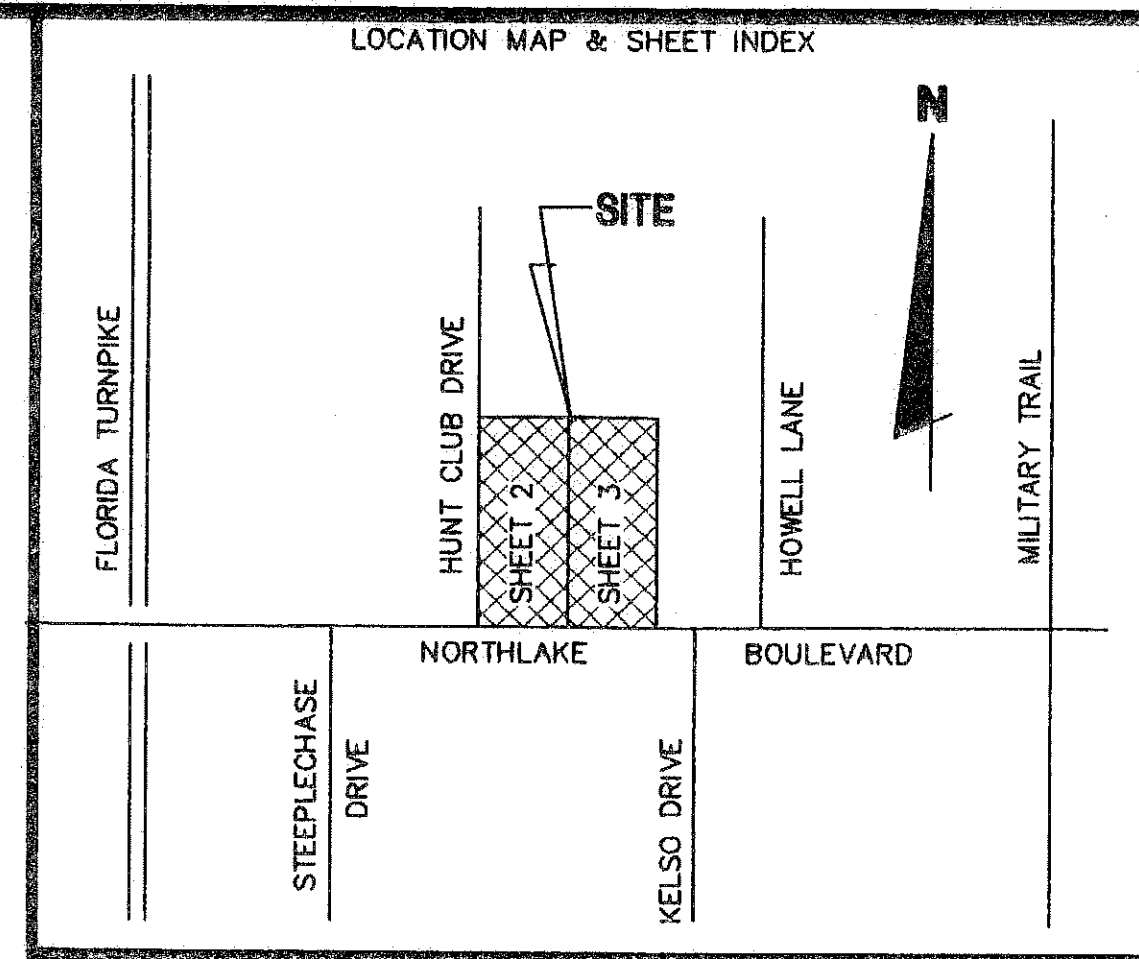 LOCATION MAP & SHEET INDEX
N
SITE
FLORIDA TURNPIKE
HUNT CLUB DRIVE
SHEET 2
SHEET 3
HOWELL LANE
MILITARY TRAIL
NORTHLAKE BOULEVARD
STEEPLECHASE
DRIVE
KELSO DRIVE